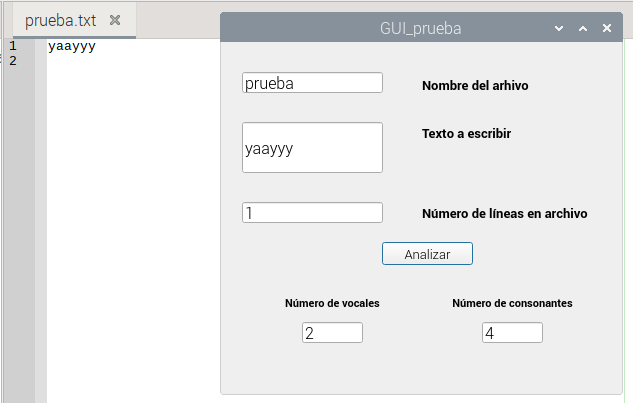 prueba.txt
1 yaayyy
2
GUI_prueba
prueba Nombre del arhivo
yaayyy Texto a escribir
1 Número de líneas en archivo
Analizar
Número de vocales Número de consonantes
2 4